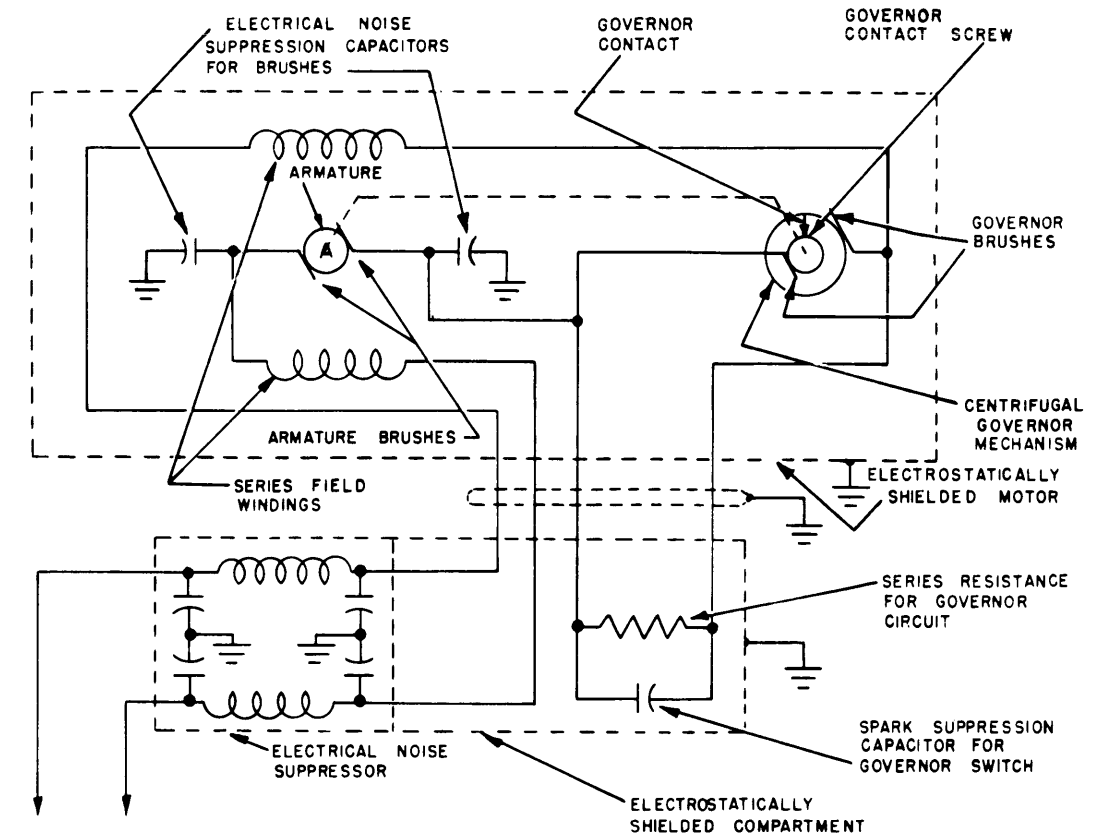 ELECTRICAL NOISE
SUPPRESSION CAPACITORS
FOR BRUSHES
GOVERNOR
CONTACT
GOVERNOR
CONTACT SCREW
ARMATURE
A
GOVERNOR
BRUSHES
ARMATURE BRUSHES
CENTRIFUGAL
GOVERNOR
MECHANISM
SERIES FIELD
WINDINGS
ELECTROSTATICALLY
SHIELDED MOTOR
SERIES RESISTANCE
FOR GOVERNOR
CIRCUIT
SPARK SUPPRESSION
CAPACITOR FOR
GOVERNOR SWITCH
ELECTRICAL NOISE
SUPPRESSOR
ELECTROSTATICALLY
SHIELDED COMPARTMENT